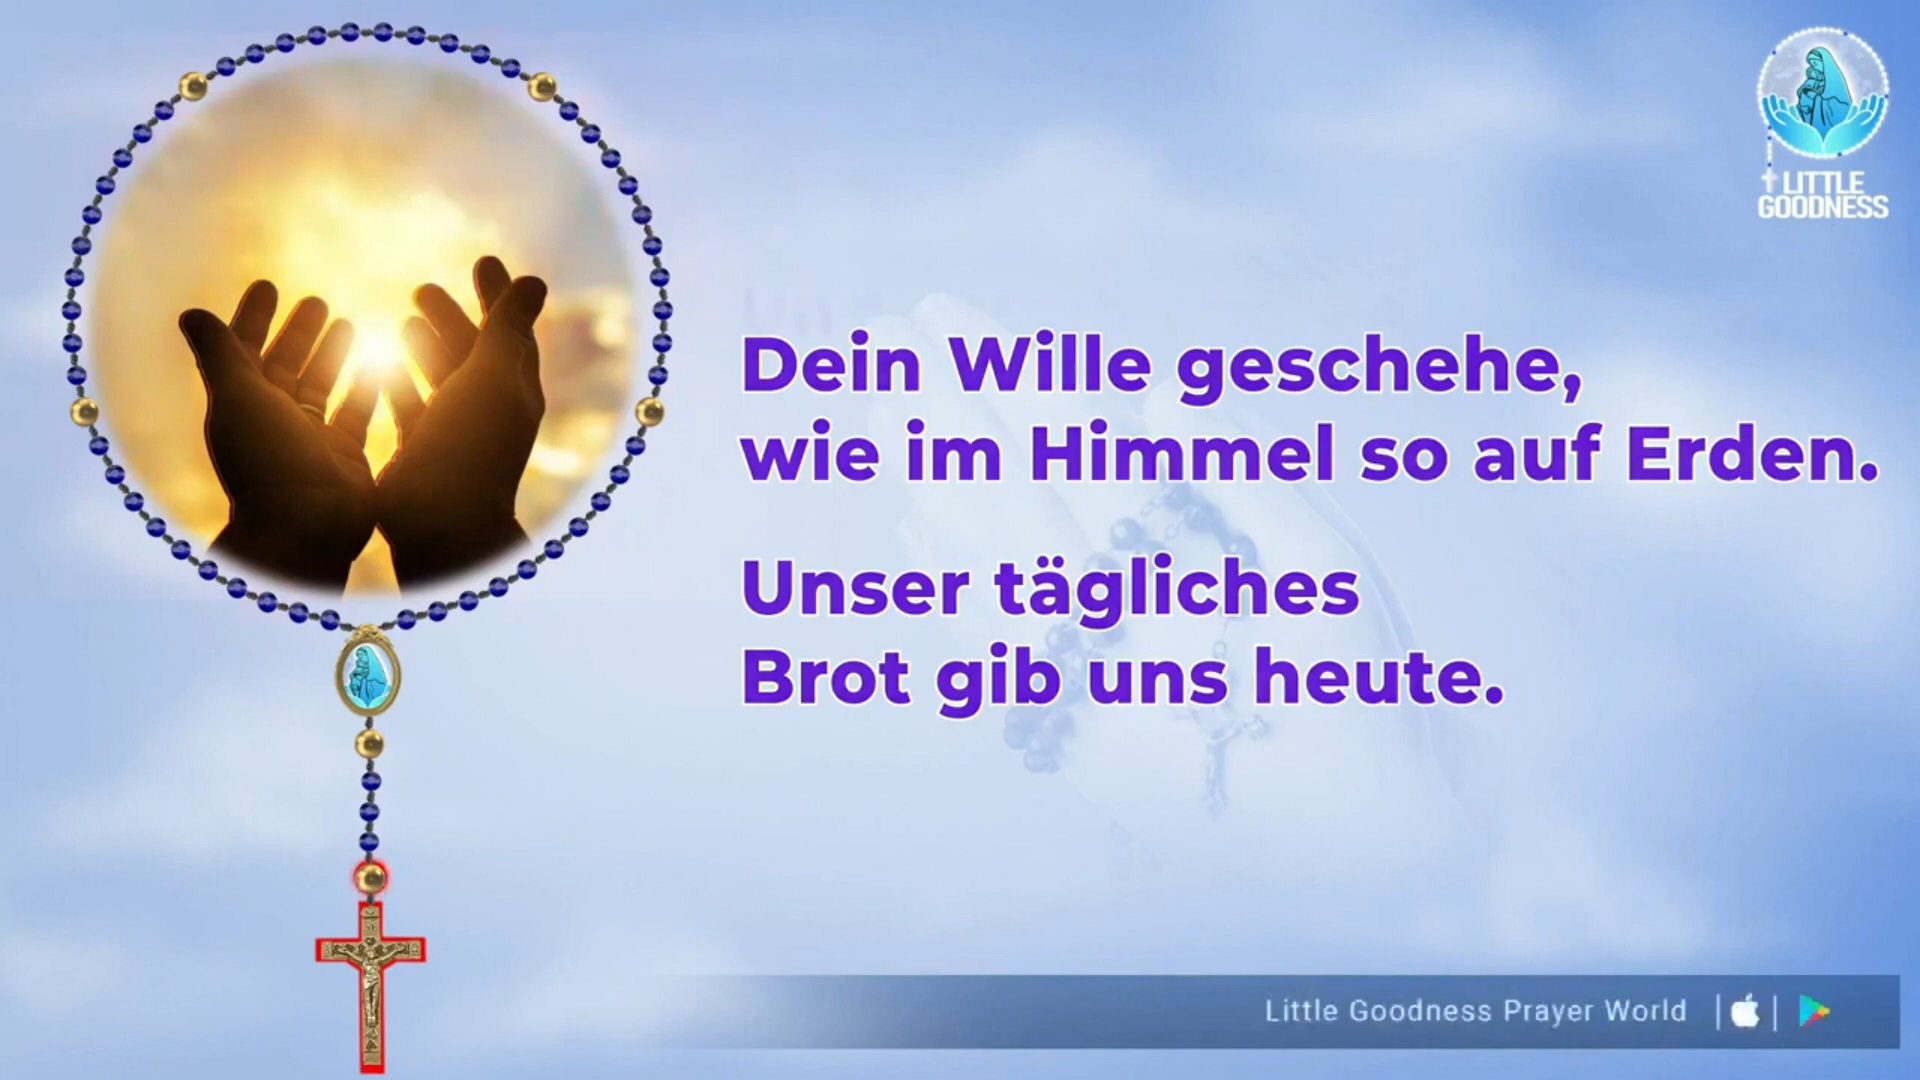 LITTLE
GOODNESS
Dein Wille geschehe,
wie im Himmel so auf Erden.
Unser tägliches
Brot gib uns heute.
Little Goodness Prayer World